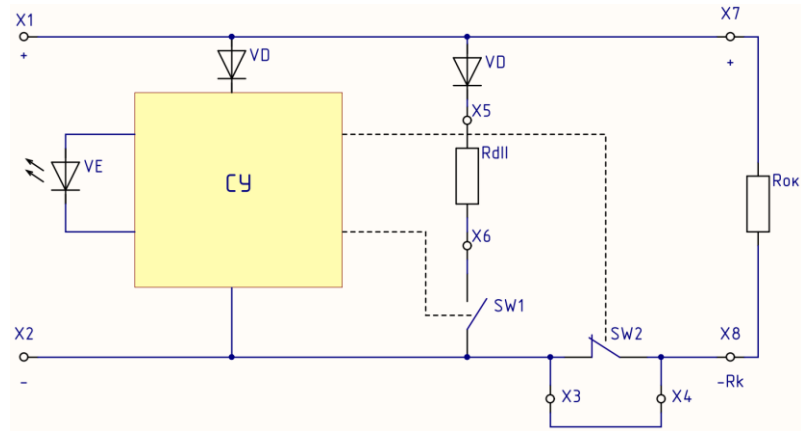 X1
X7
+
VD
VD
+
X5
VE
СУ
Rdll
Rок
X6
SW1
X2
SW2
X8
-
X3
X4
-Rk